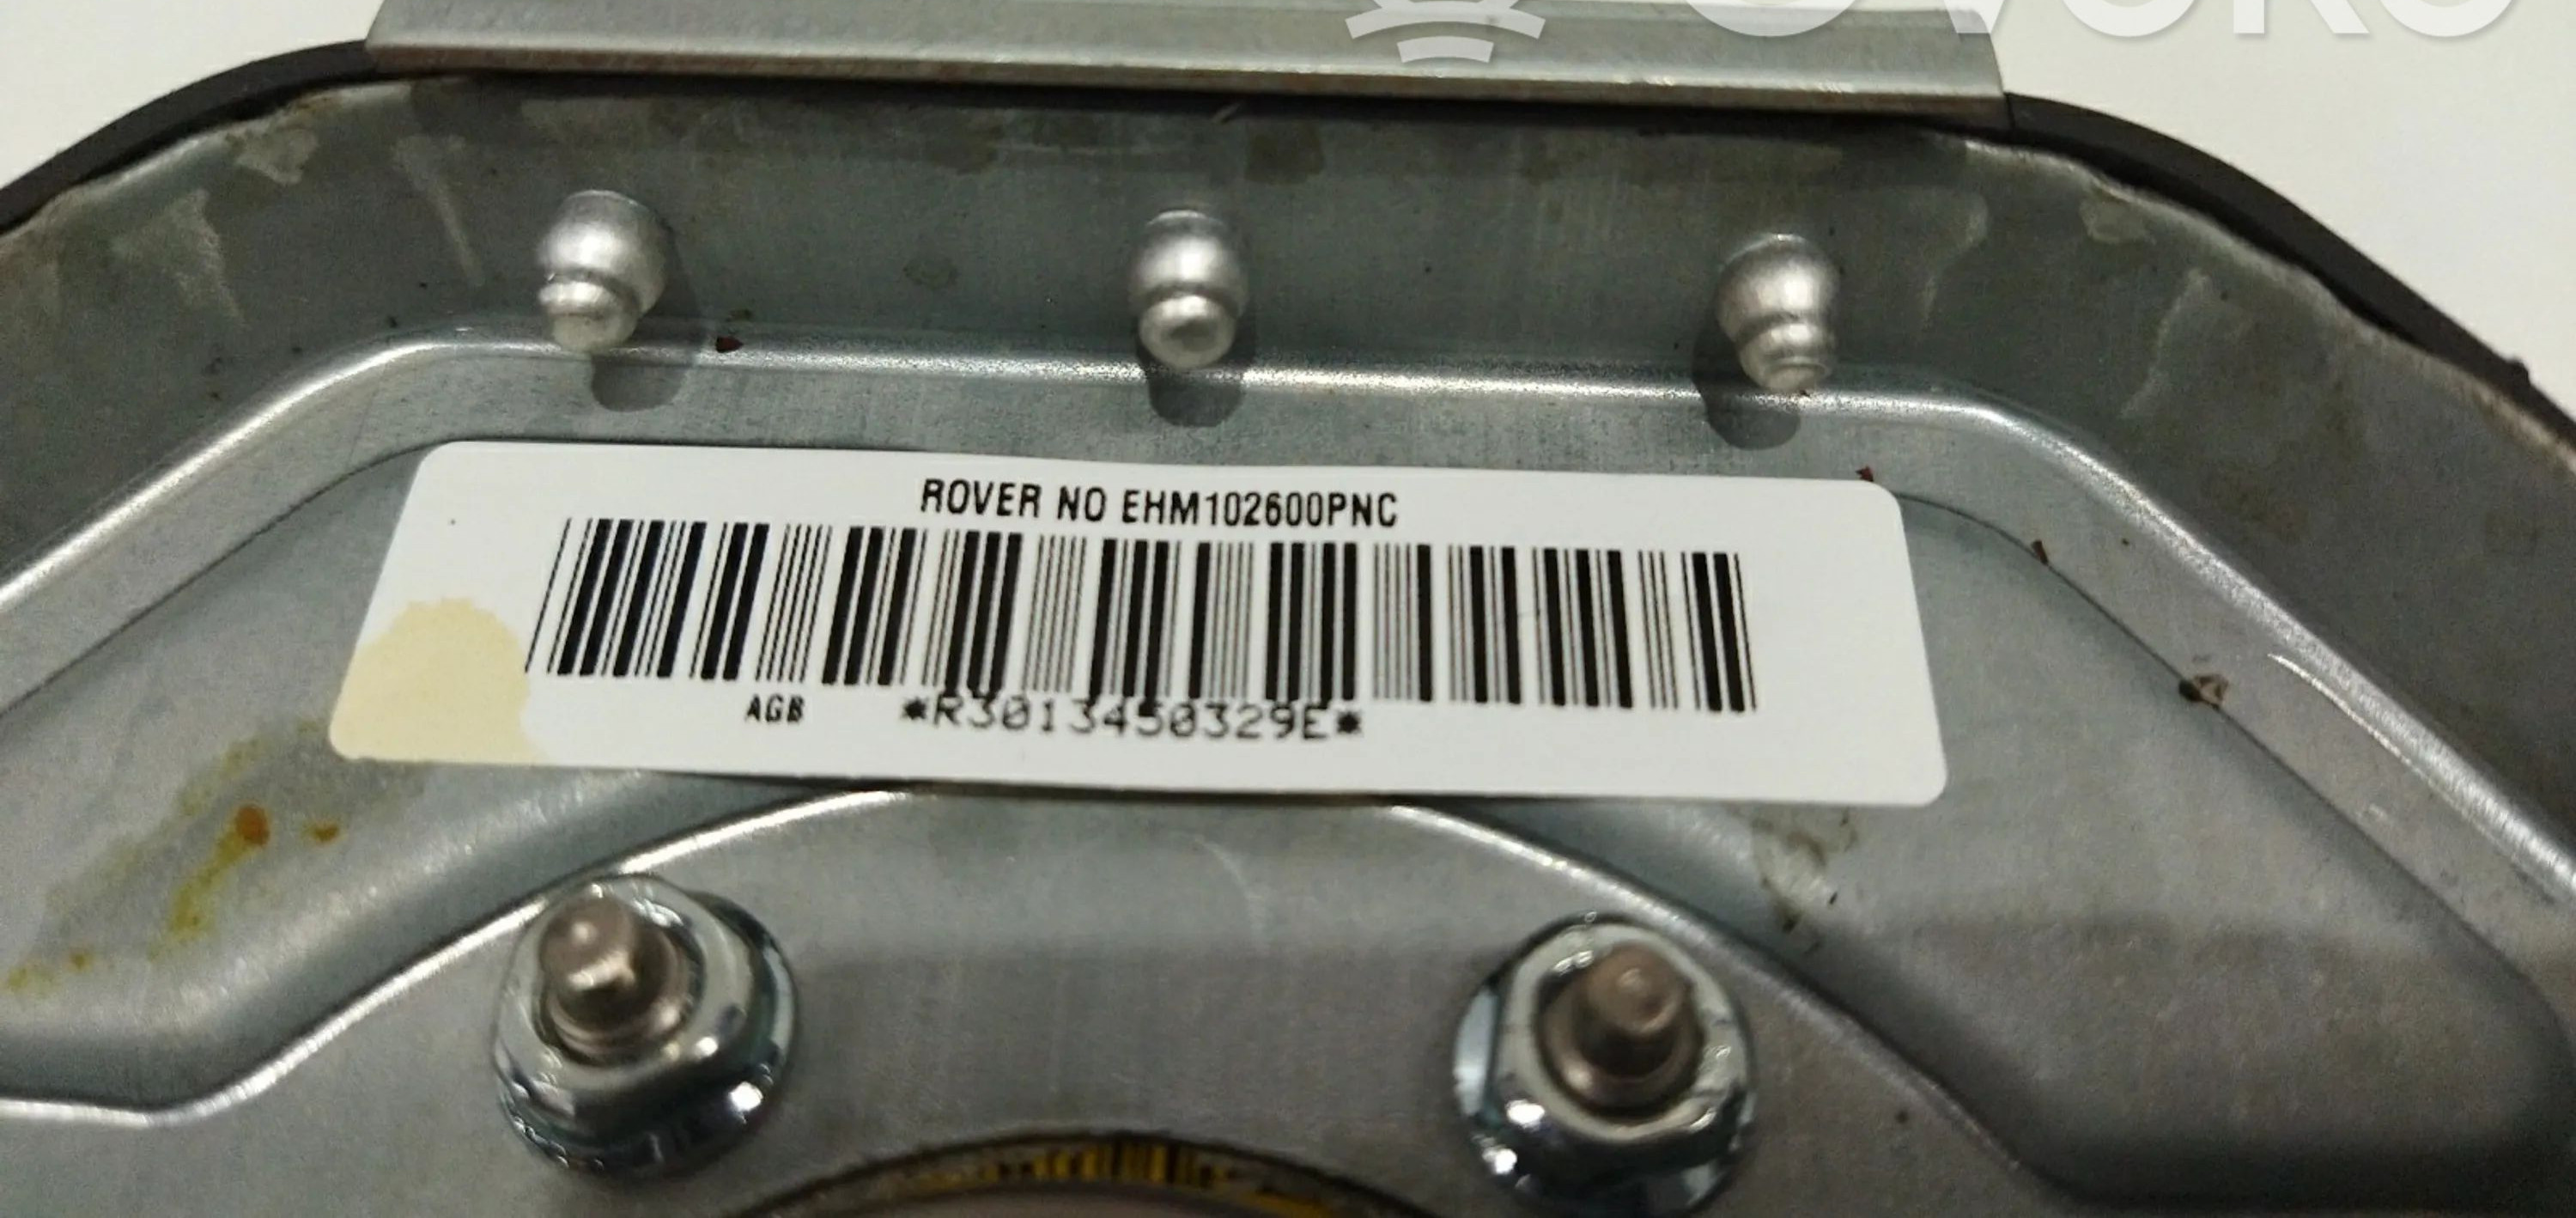 ROVER NO EHM102600PNC
AGB *R3013450329E*